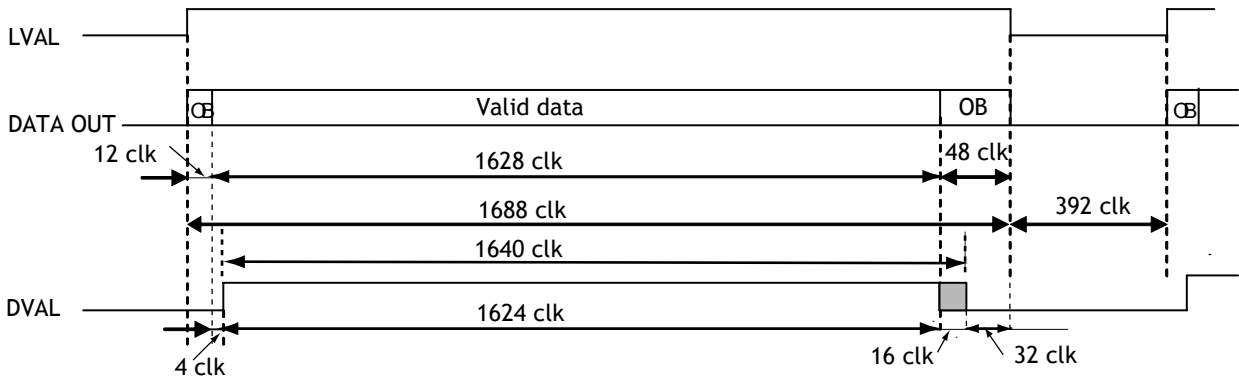 LVAL
OB Valid data OB OB
DATA OUT
12 clk 1628 clk 48 clk
1688 clk 392 clk
1640 clk
DVAL 1624 clk
4 clk 16 clk 32 clk